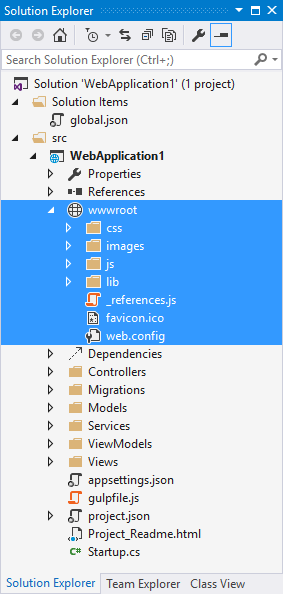 Solution Explorer
Search Solution Explorer (Ctrl+;)
Solution 'WebApplication1' (1 project)
Solution Items
global.json
src
WebApplication1
Properties
References
wwwroot
css
images
js
lib
_references.js
favicon.ico
web.config
Dependencies
Controllers
Migrations
Models
Services
ViewModels
Views
appsettings.json
gulpfile.js
project.json
Project_Readme.html
Startup.cs
Solution Explorer Team Explorer Class View